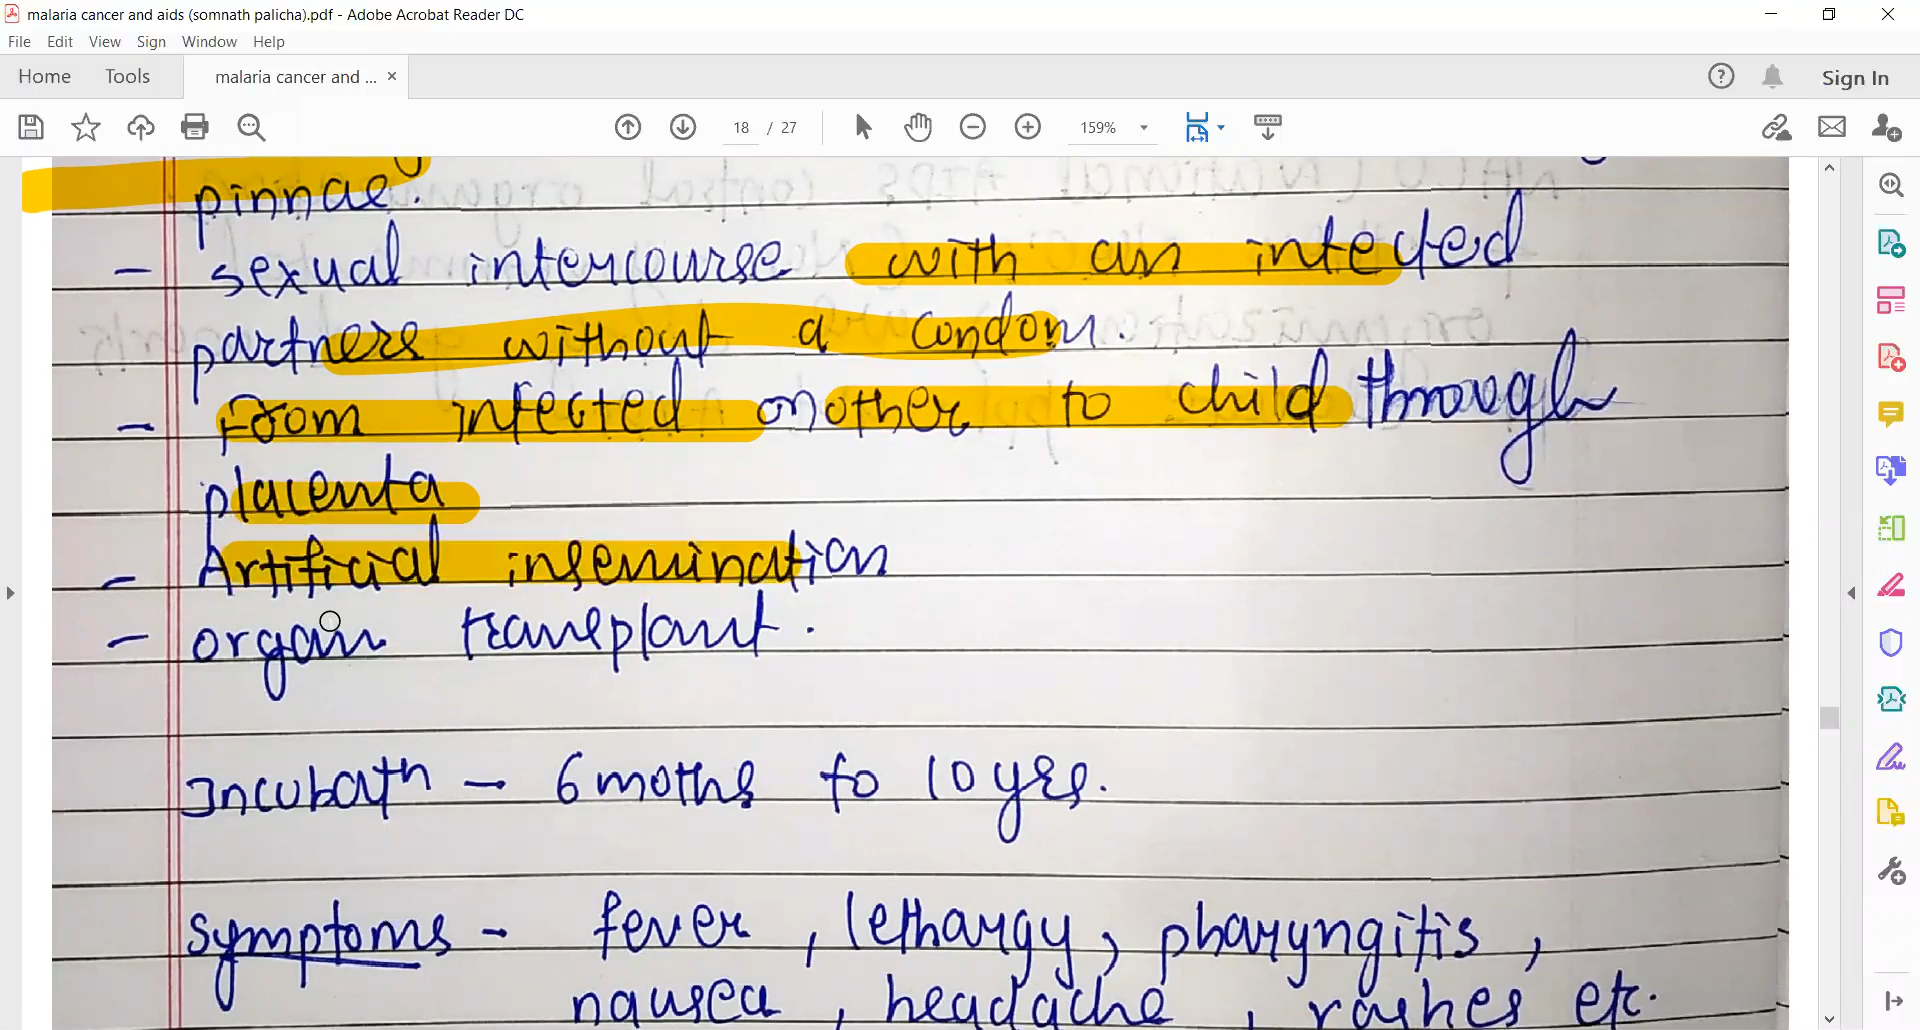 malaria cancer and aids (somnath palicha).pdf - Adobe Acrobat Reader DC
File Edit View Sign Window Help
Home Tools malaria cancer and ... ×
Sign In
18 / 27 159%
pinnae.
- sexual intercourse with an infected
partners without a condom.
- From infected mother to child through
placenta
- Artificial insemination
- organ transplant.
Incubatn - 6 moths to 10 yrs.
symptoms - fever, lethargy, pharyngitis,
nausea, headache, rashes etc.